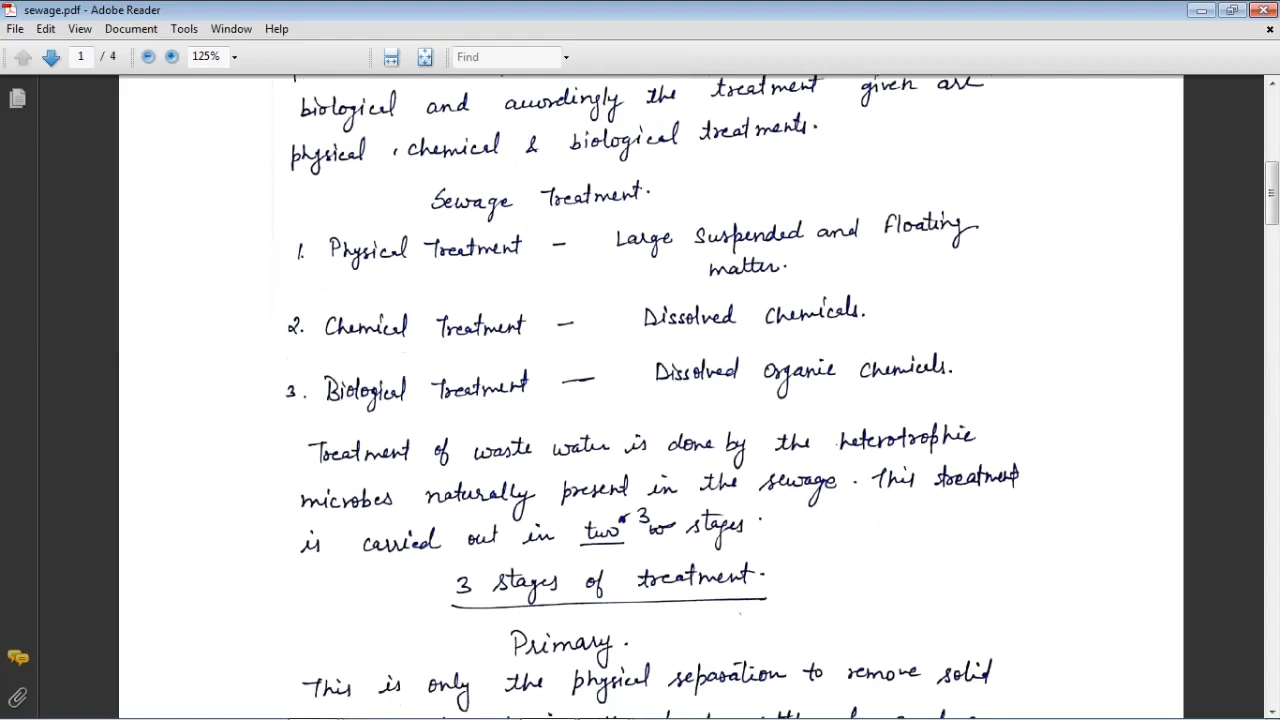 sewage.pdf - Adobe Reader
File Edit View Document Tools Window Help
1 / 4 125% Find
biological and accordingly the treatment given are
physical, chemical & biological treatments.
Sewage Treatment.
1. Physical Treatment - Large Suspended and Floating
matter.
2. Chemical Treatment - Dissolved Chemicals.
3. Biological Treatment - Dissolved Organic Chemicals.
Treatment of waste water is done by the heterotrophic
microbes naturally present in the sewage. This treatment
is carried out in two 3 stages.
3 stages of treatment.
Primary.
This is only the physical separation to remove solid